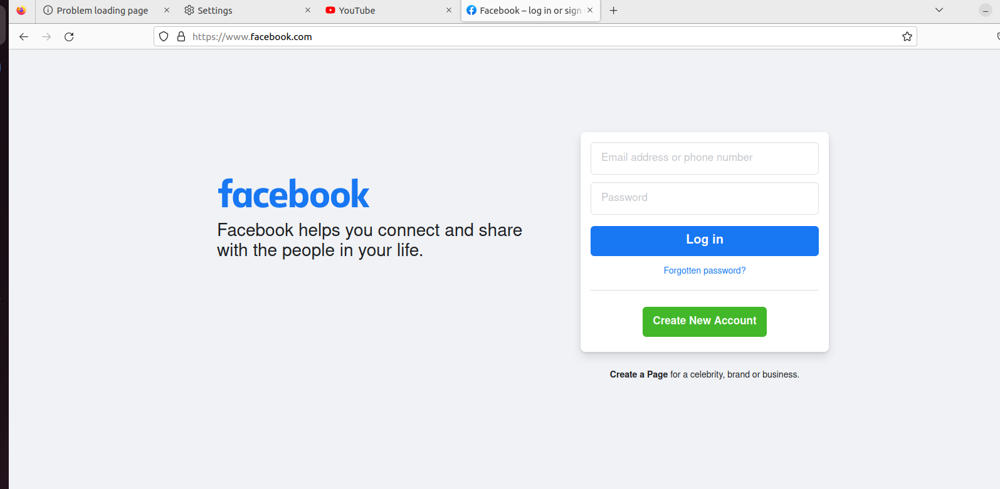 Problem loading page
Settings
YouTube
Facebook – log in or sign
https://www.facebook.com
facebook
Facebook helps you connect and share
with the people in your life.
Email address or phone number
Password
Log in
Forgotten password?
Create New Account
Create a Page for a celebrity, brand or business.